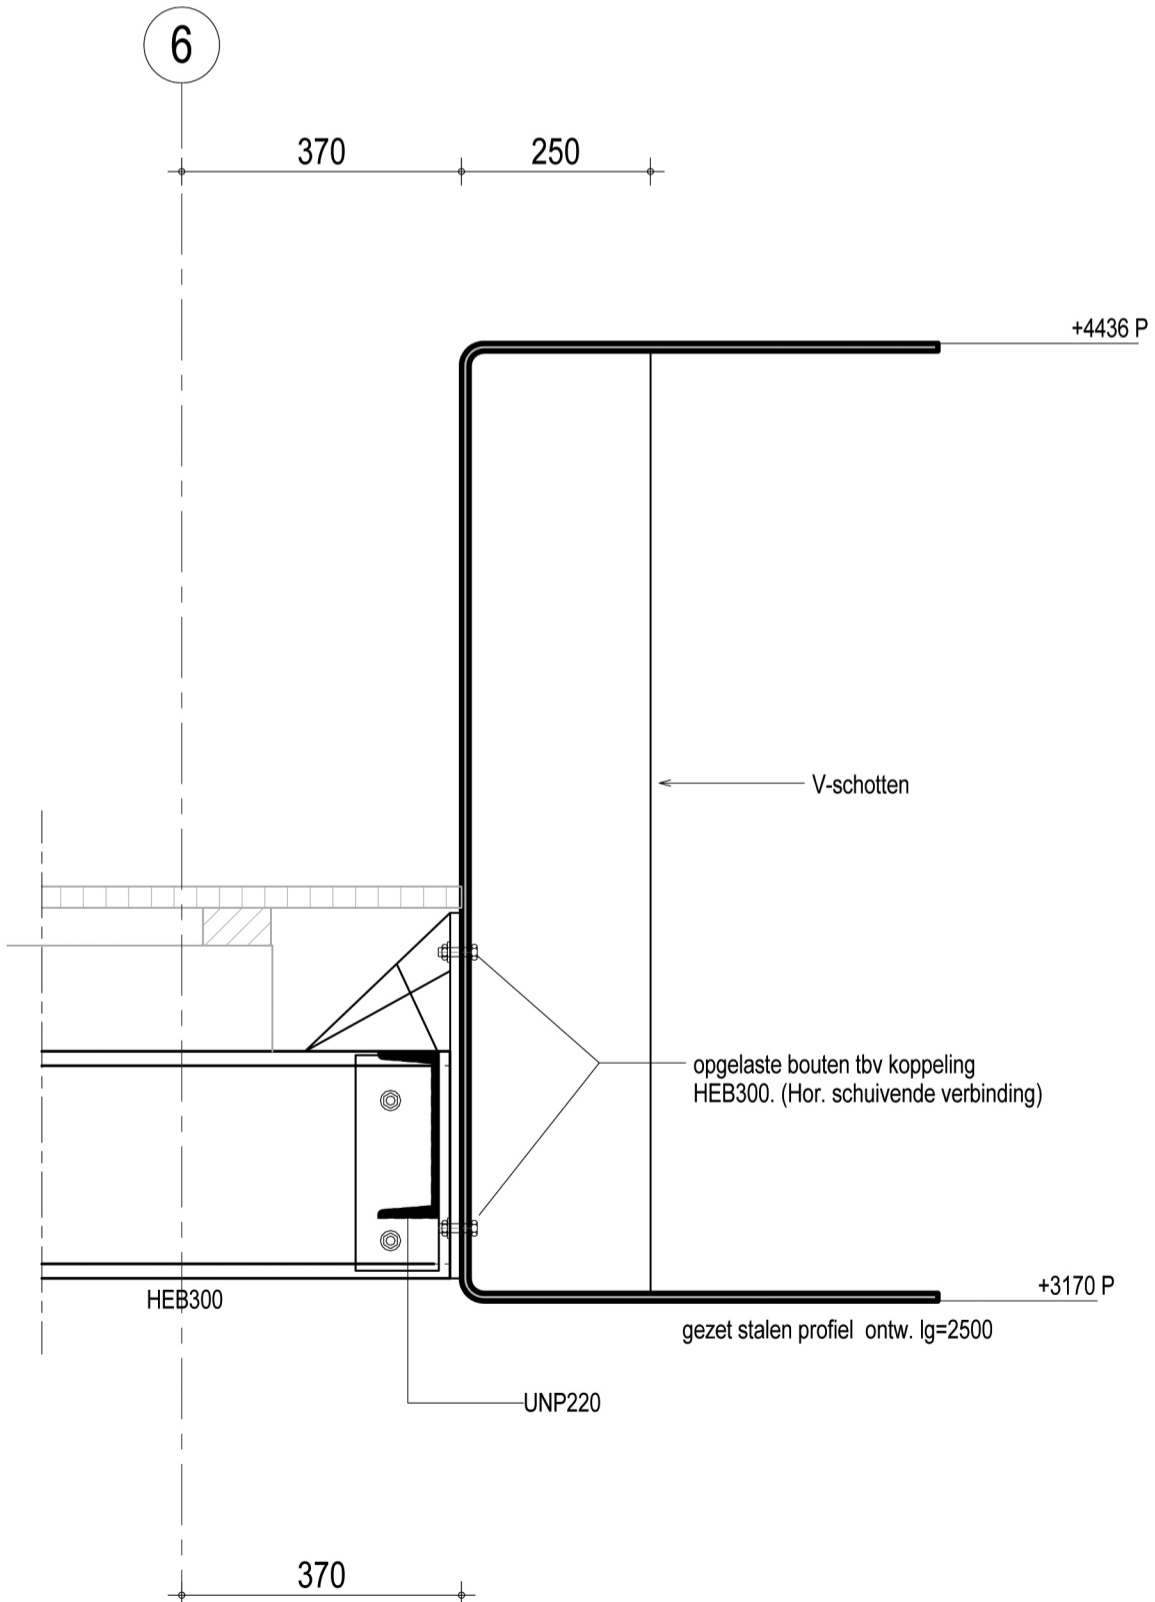 6
370
250
+4436 P
V-schotten
opgelaste bouten tbv koppeling
HEB300. (Hor. schuivende verbinding)
+3170 P
HEB300
gezet stalen profiel  ontw. lg=2500
UNP220
370